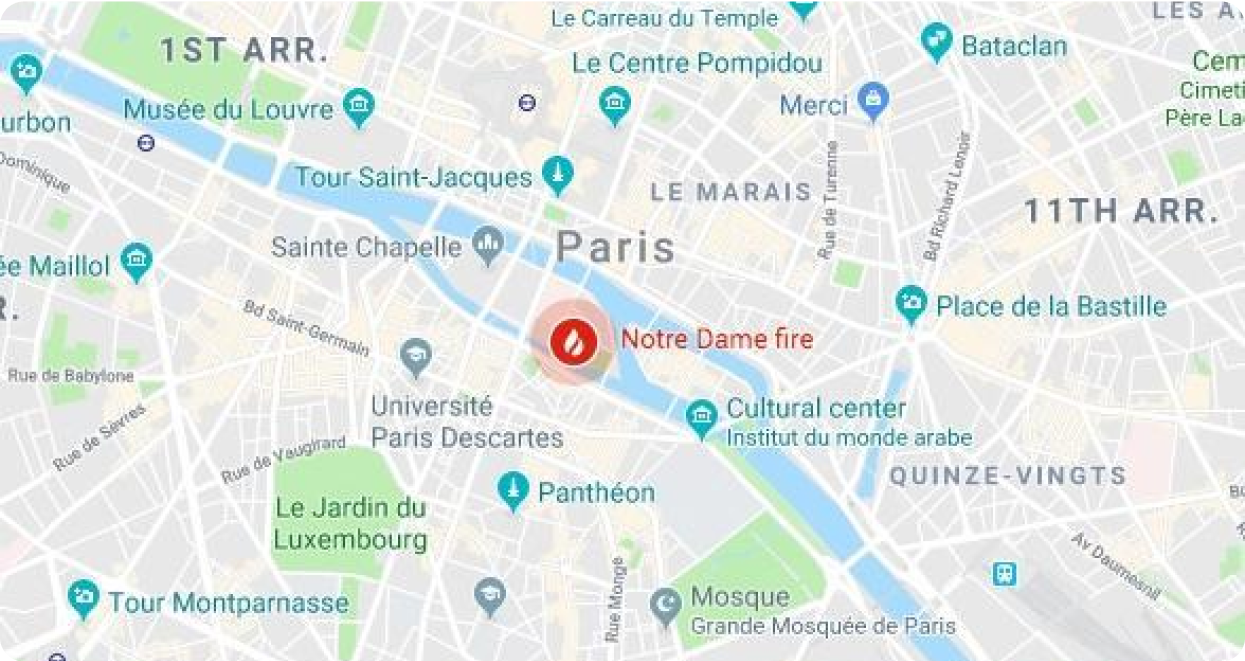 Le Carreau du Temple
LES A
1ST ARR.
Bataclan
Le Centre Pompidou
Cem
Cimeti
Père La
Musée du Louvre
Merci
urbon
Dominique
Tour Saint-Jacques
LE MARAIS
Rue de Turenne
Bd Richard Lenoir
11TH ARR.
Sainte Chapelle
Paris
ée Maillol
R.
Place de la Bastille
Bd Saint-Germain
Notre Dame fire
Rue de Babylone
Université
Paris Descartes
Cultural center
Institut du monde arabe
Rue de Sevres
Rue de Vaugirard
QUINZE-VINGTS
Panthéon
Le Jardin du
Luxembourg
Av Daumesnil
Rue Monge
Tour Montparnasse
Mosque
Grande Mosquée de Paris